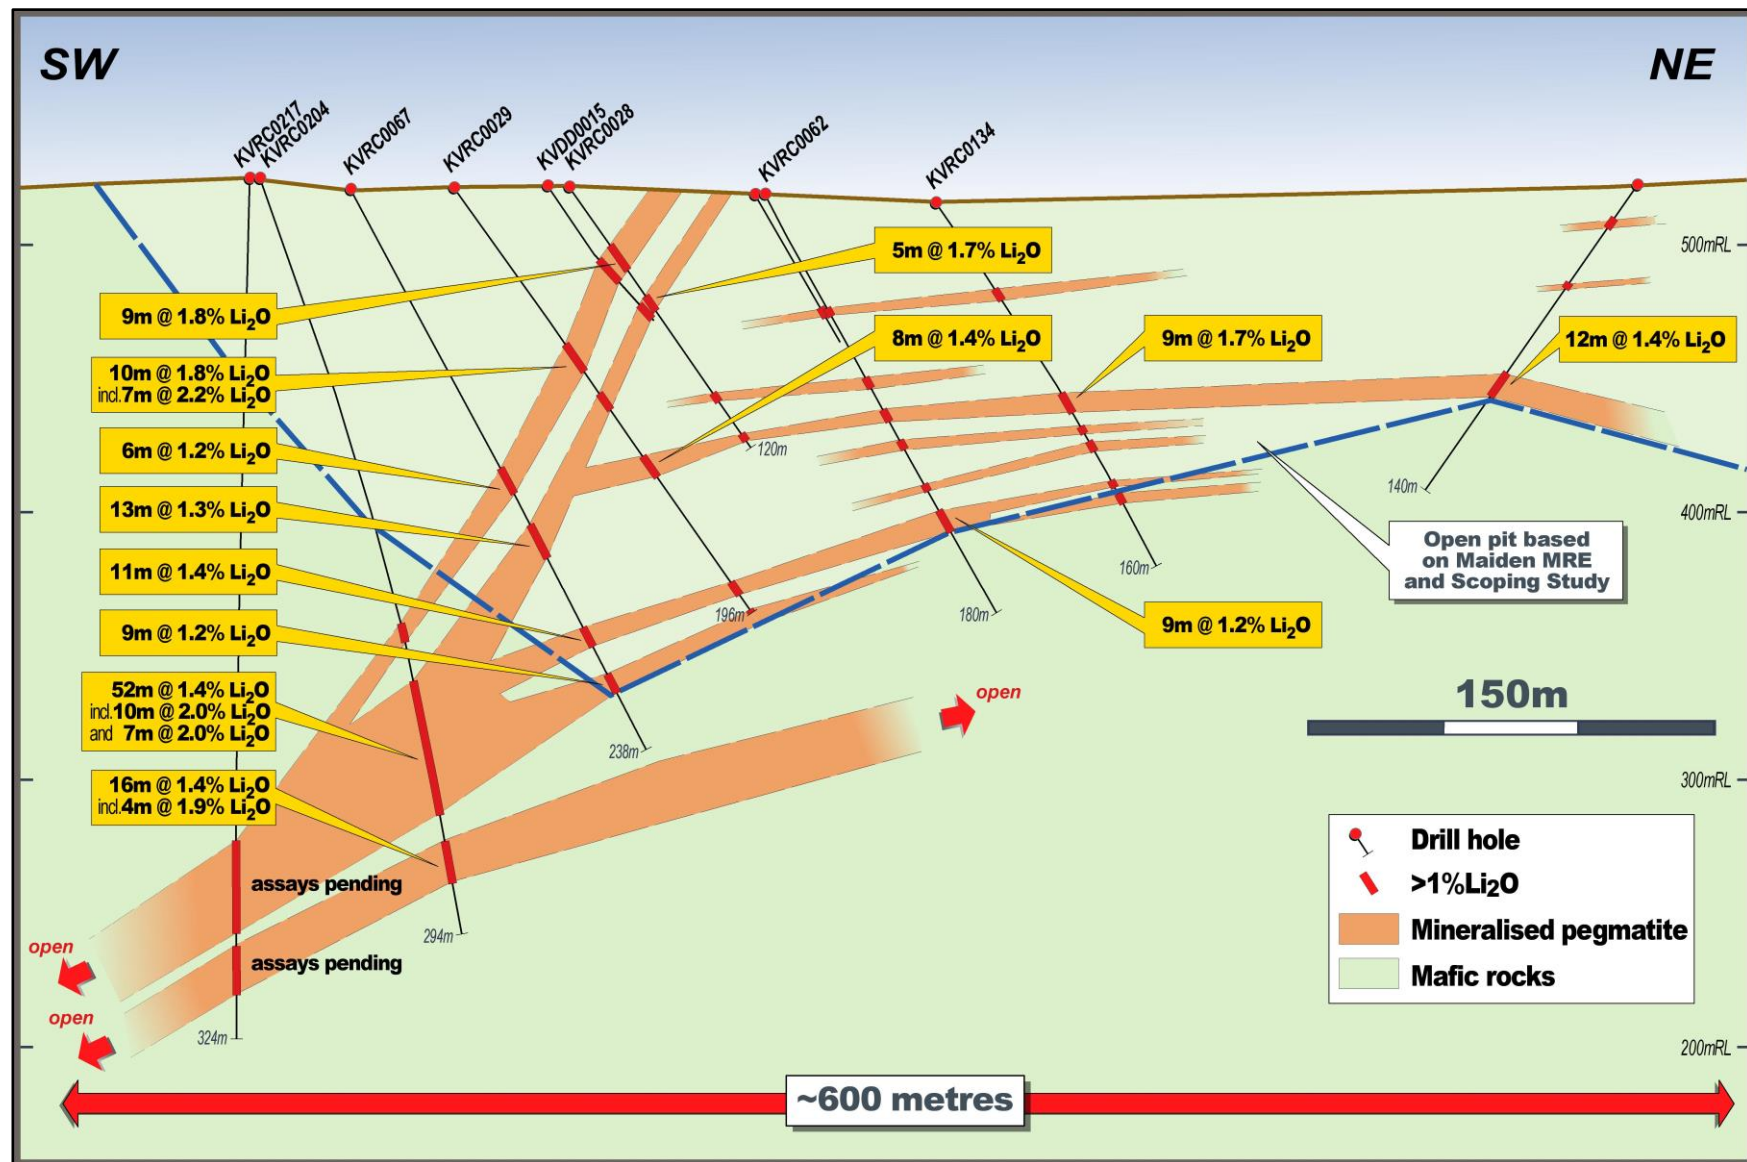 SW
NE
KVRC0217
KVRC0204
KVRC0067
KVRC0029
KVDD0015
KVRC0028
KVRC0062
KVRC0134
500mRL
400mRL
300mRL
200mRL
9m @ 1.8% Li₂O
10m @ 1.8% Li₂O
incl.7m @ 2.2% Li₂O
6m @ 1.2% Li₂O
13m @ 1.3% Li₂O
11m @ 1.4% Li₂O
9m @ 1.2% Li₂O
52m @ 1.4% Li₂O
incl.10m @ 2.0% Li₂O
and 7m @ 2.0% Li₂O
16m @ 1.4% Li₂O
incl.4m @ 1.9% Li₂O
5m @ 1.7% Li₂O
8m @ 1.4% Li₂O
9m @ 1.7% Li₂O
12m @ 1.4% Li₂O
9m @ 1.2% Li₂O
120m
140m
160m
180m
196m
238m
294m
324m
Open pit based
on Maiden MRE
and Scoping Study
assays pending
assays pending
open
open
open
150m
Drill hole
>1%Li₂O
Mineralised pegmatite
Mafic rocks
~600 metres